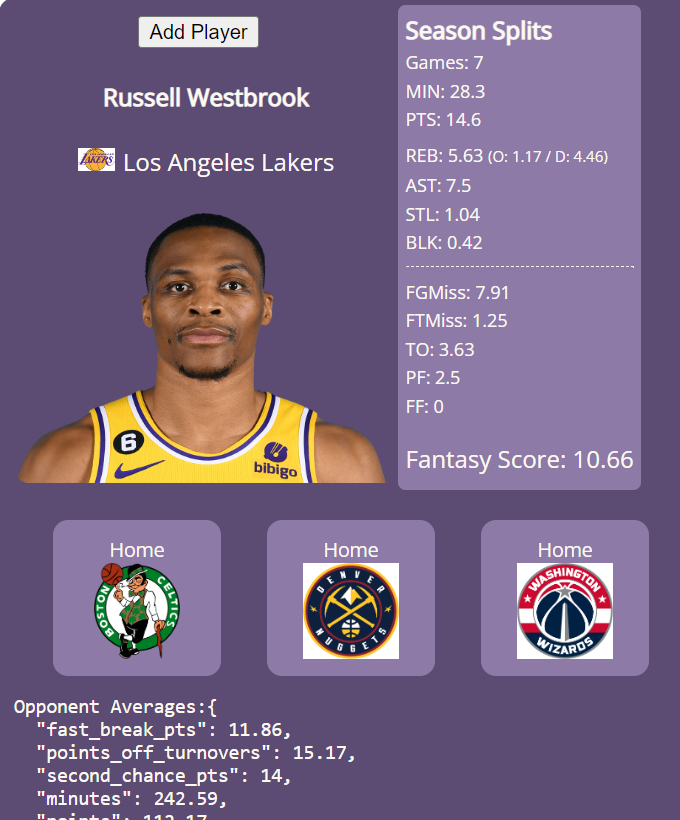 Add Player
Russell Westbrook
LAKERS
Los Angeles Lakers
6
bibigo
Season Splits
Games: 7
MIN: 28.3
PTS: 14.6
REB: 5.63 (O: 1.17 / D: 4.46)
AST: 7.5
STL: 1.04
BLK: 0.42
FGMiss: 7.91
FTMiss: 1.25
TO: 3.63
PF: 2.5
FF: 0
Fantasy Score: 10.66
Home
BOSTON CELTICS
Home
DENVER NUGGETS
Home
WASHINGTON WIZARDS
Opponent Averages:{
"fast_break_pts": 11.86,
"points_off_turnovers": 15.17,
"second_chance_pts": 14,
"minutes": 242.59,
"points": 112.17